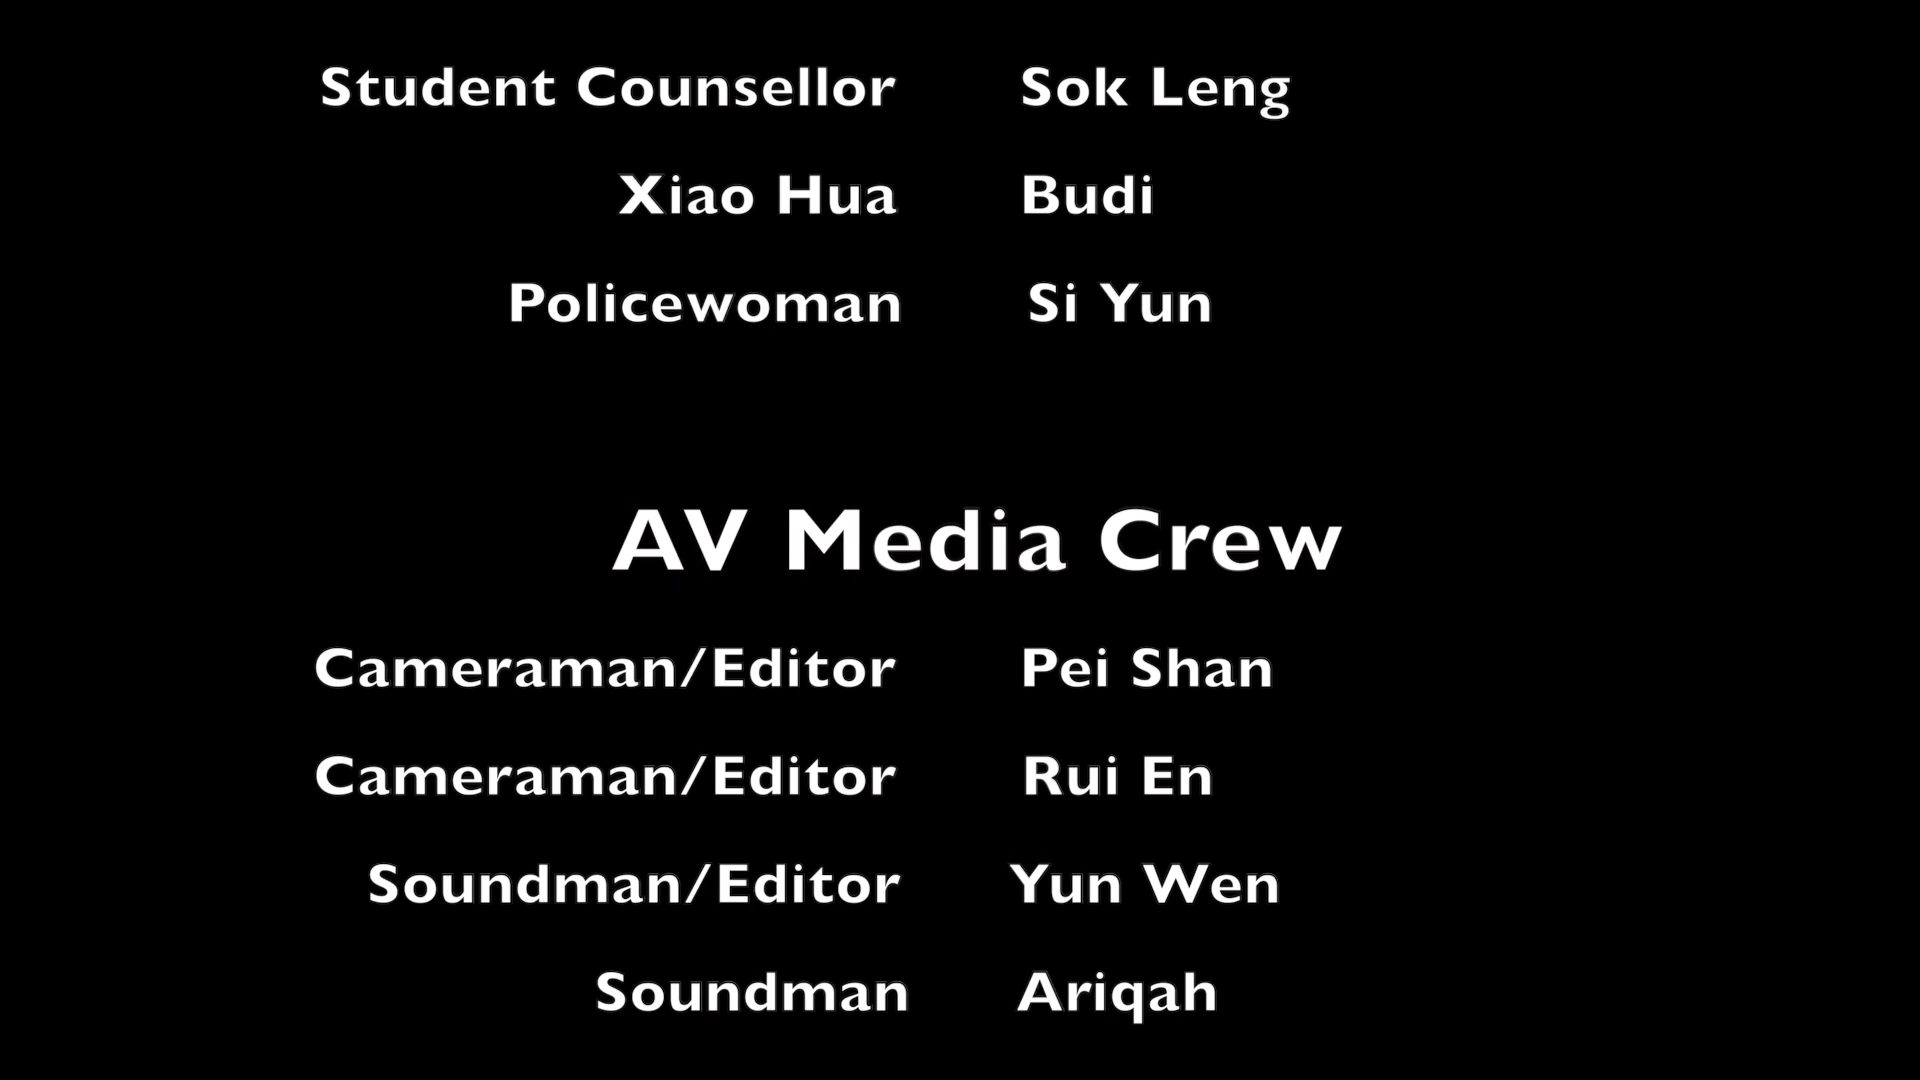 Student Counsellor Sok Leng
Xiao Hua Budi
Policewoman Si Yun
AV Media Crew
Cameraman/Editor Pei Shan
Cameraman/Editor Rui En
Soundman/Editor Yun Wen
Soundman Ariqah